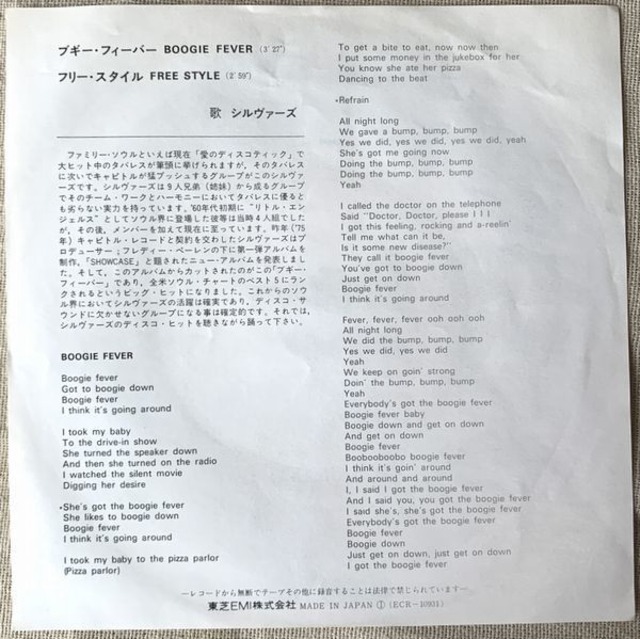 ブギー・フィーバー BOOGIE FEVER (3′27″)
フリー・スタイル FREE STYLE (2′59″)
歌 シルヴァーズ
ファミリー・ソウルといえば現在「愛のディスコティック」で
大ヒット中のタバレスが筆頭に挙げられますが、そのタバレス
に次いでキャピトルが猛プッシュするグループがこのシルヴァ
ーズです。シルヴァーズは9人兄弟(姉妹)から成るグループ
でそのチーム・ワークとハーモニーにおいてタバレスに優ると
も劣らない実力を持っています。'60年代初期に“リトル・エン
ジェルス”としてソウル界に登場した彼等は当時4人組でした
が、その後、メンバーを加えて現在に至っています。昨年('75
年)キャピトル・レコードと契約を交わしたシルヴァーズはプ
ロデューサー;フレディー・ペーレンの下に第一弾アルバムを
制作、「SHOWCASE」と題されたニュー・アルバムを発表しまし
た。そして、このアルバムからカットされたのがこの「ブギー・
フィーバー」であり、全米ソウル・チャートのベスト5にラン
クされるというビッグ・ヒットになりました。これからのソウ
ル界においてシルヴァーズの活躍は確実であり、ディスコ・サ
ウンドに欠かせないグループになる事は確定的です。それでは、
シルヴァーズのディスコ・ヒットを聴きながら踊って下さい。
BOOGIE FEVER
Boogie fever
Got to boogie down
Boogie fever
I think it's going around
I took my baby
To the drive-in show
She turned the speaker down
And then she turned on the radio
I watched the silent movie
Digging her desire
*She's got the boogie fever
She likes to boogie down
Boogie fever
I think it's going around
I took my baby to the pizza parlor
(Pizza parlor)
To get a bite to eat, now now then
I put some money in the jukebox for her
You know she ate her pizza
Dancing to the beat
*Refrain
All night long
We gave a bump, bump, bump
Yes we did, yes we did, yes we did, yeah
She's got me going now
Doing the bump, bump, bump
Doing the bump, bump, bump
Yeah
I called the doctor on the telephone
Said "Doctor, Doctor, please ! ! !
I got this feeling, rocking and a-reelin'
Tell me what can it be,
Is it some new disease?"
They call it boogie fever
You've got to boogie down
Just get on down
Boogie fever
I think it's going around
Fever, fever, fever ooh ooh ooh
All night long
We did the bump, bump, bump
Yes we did, yes we did
Yeah
We keep on goin' strong
Doin' the bump, bump, bump
Yeah
Everybody's got the boogie fever
Boogie fever baby
Boogie down and get on down
And get on down
Boogie fever
Booboobooboo boogie fever
I think it's goin' around
And around and around
I, I said I got the boogie fever
And I said you, you got the boogie fever
I said she's, she's got the boogie fever
Everybody's got the boogie fever
Boogie fever
Boogie down
Just get on down, just get on down
I got the boogie fever
—レコードから無断でテープその他に録音することは法律で禁じられています—
東芝EMI株式会社 MADE IN JAPAN ① (ECR-10931)